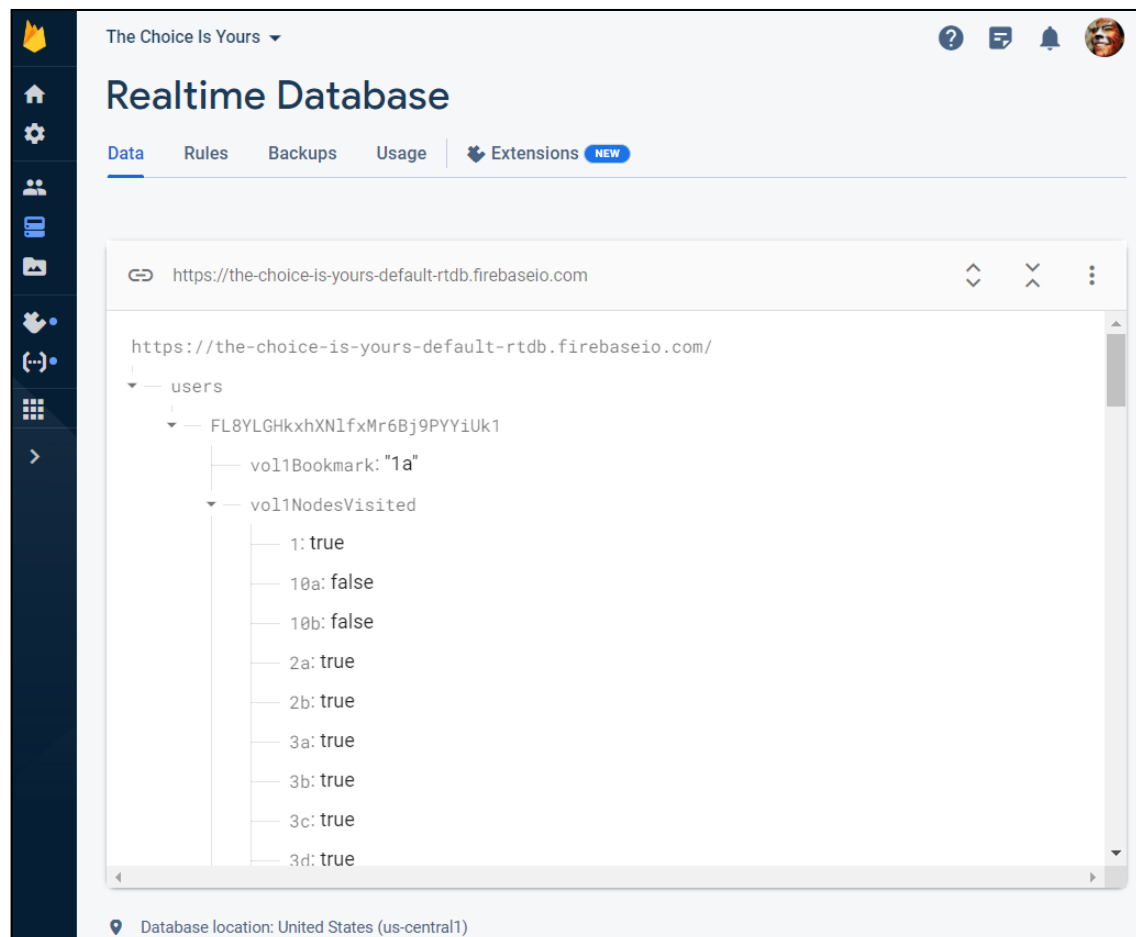 The Choice Is Yours
Realtime Database
Data Rules Backups Usage Extensions NEW
https://the-choice-is-yours-default-rtdb.firebaseio.com
https://the-choice-is-yours-default-rtdb.firebaseio.com/
users
FL8YLGHkxhXNlfxMr6Bj9PYYiUk1
vol1Bookmark: "1a"
vol1NodesVisited
1: true
10a: false
10b: false
2a: true
2b: true
3a: true
3b: true
3c: true
3d: true
Database location: United States (us-central1)